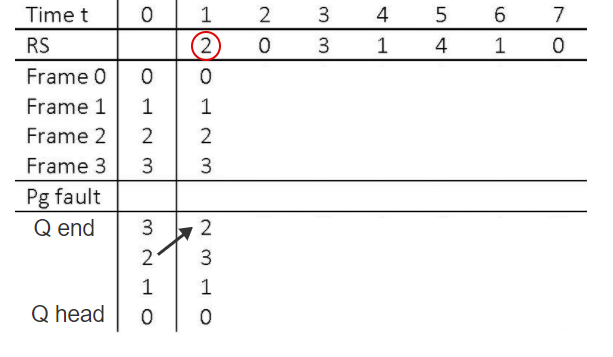 Time t 0 1 2 3 4 5 6 7
RS 2 0 3 1 4 1 0
Frame 0 0 0
Frame 1 1 1
Frame 2 2 2
Frame 3 3 3
Pg fault
Q end 3 2
2 3
1 1
Q head 0 0